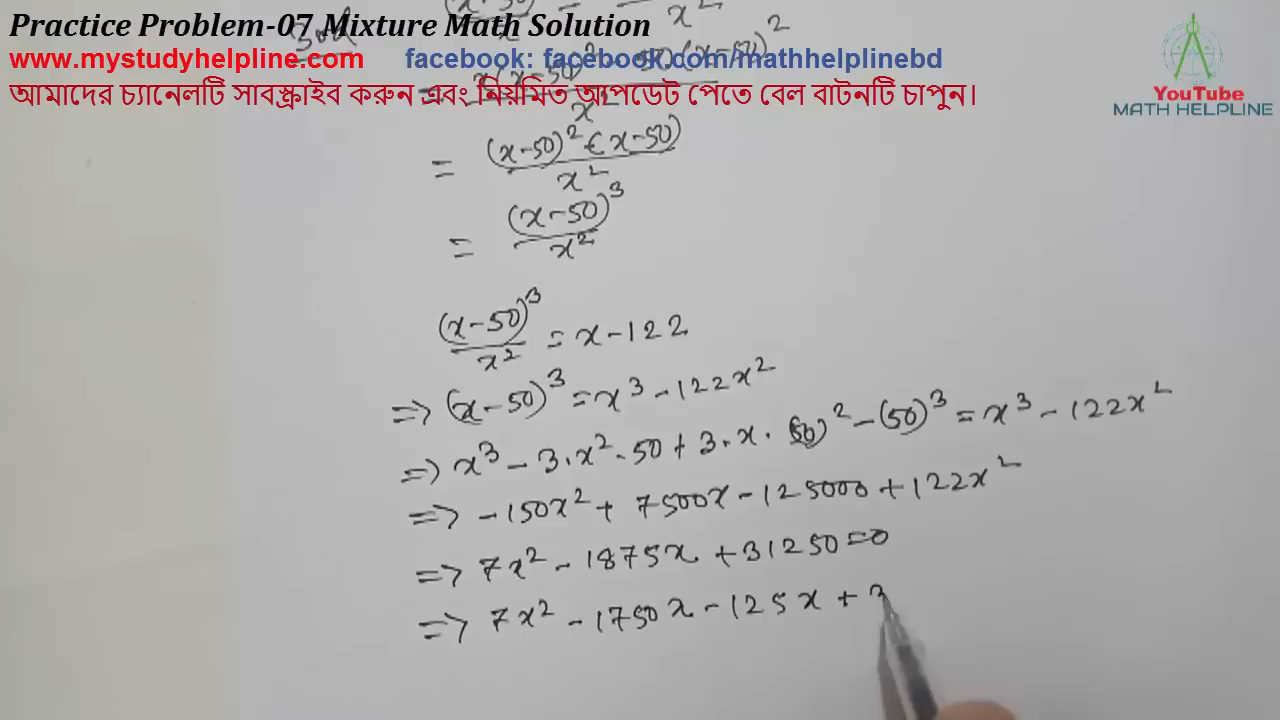 Practice Problem-07 Mixture Math Solution
www.mystudyhelpline.com facebook: facebook.com/mathhelplinebd
আমাদের চ্যানেলটি সাবস্ক্রাইব করুন এবং নিয়মিত আপডেট পেতে বেল বাটনটি চাপুন।
YouTube
MATH HELPLINE
= (x-50)² (x-50) / x²
= (x-50)³ / x²
(x-50)³ / x² = x-122
=> (x-50)³ = x³ - 122x²
=> x³ - 3.x².50 + 3.x.(50)² - (50)³ = x³ - 122x²
=> -150x² + 7500x - 125000 + 122x²
=> 7x² - 1875x + 31250 = 0
=> 7x² - 1750x - 125x + 3